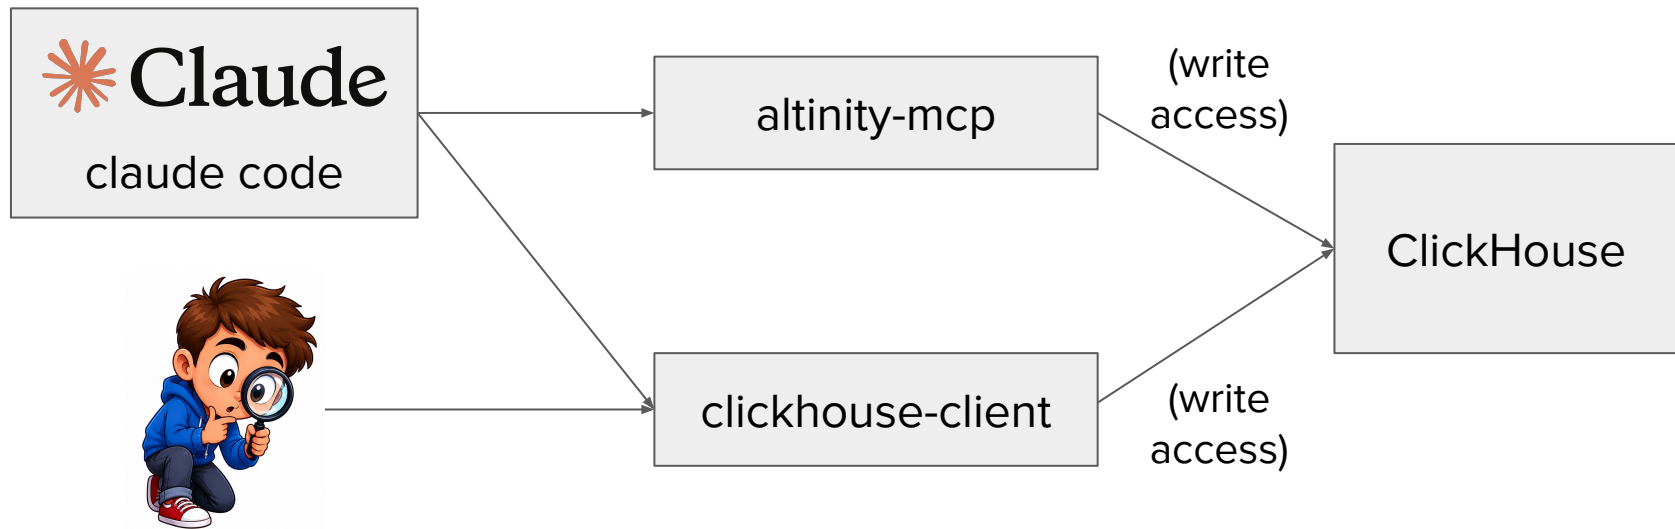 Claude
claude code
altinity-mcp
(write
access)
ClickHouse
clickhouse-client
(write
access)